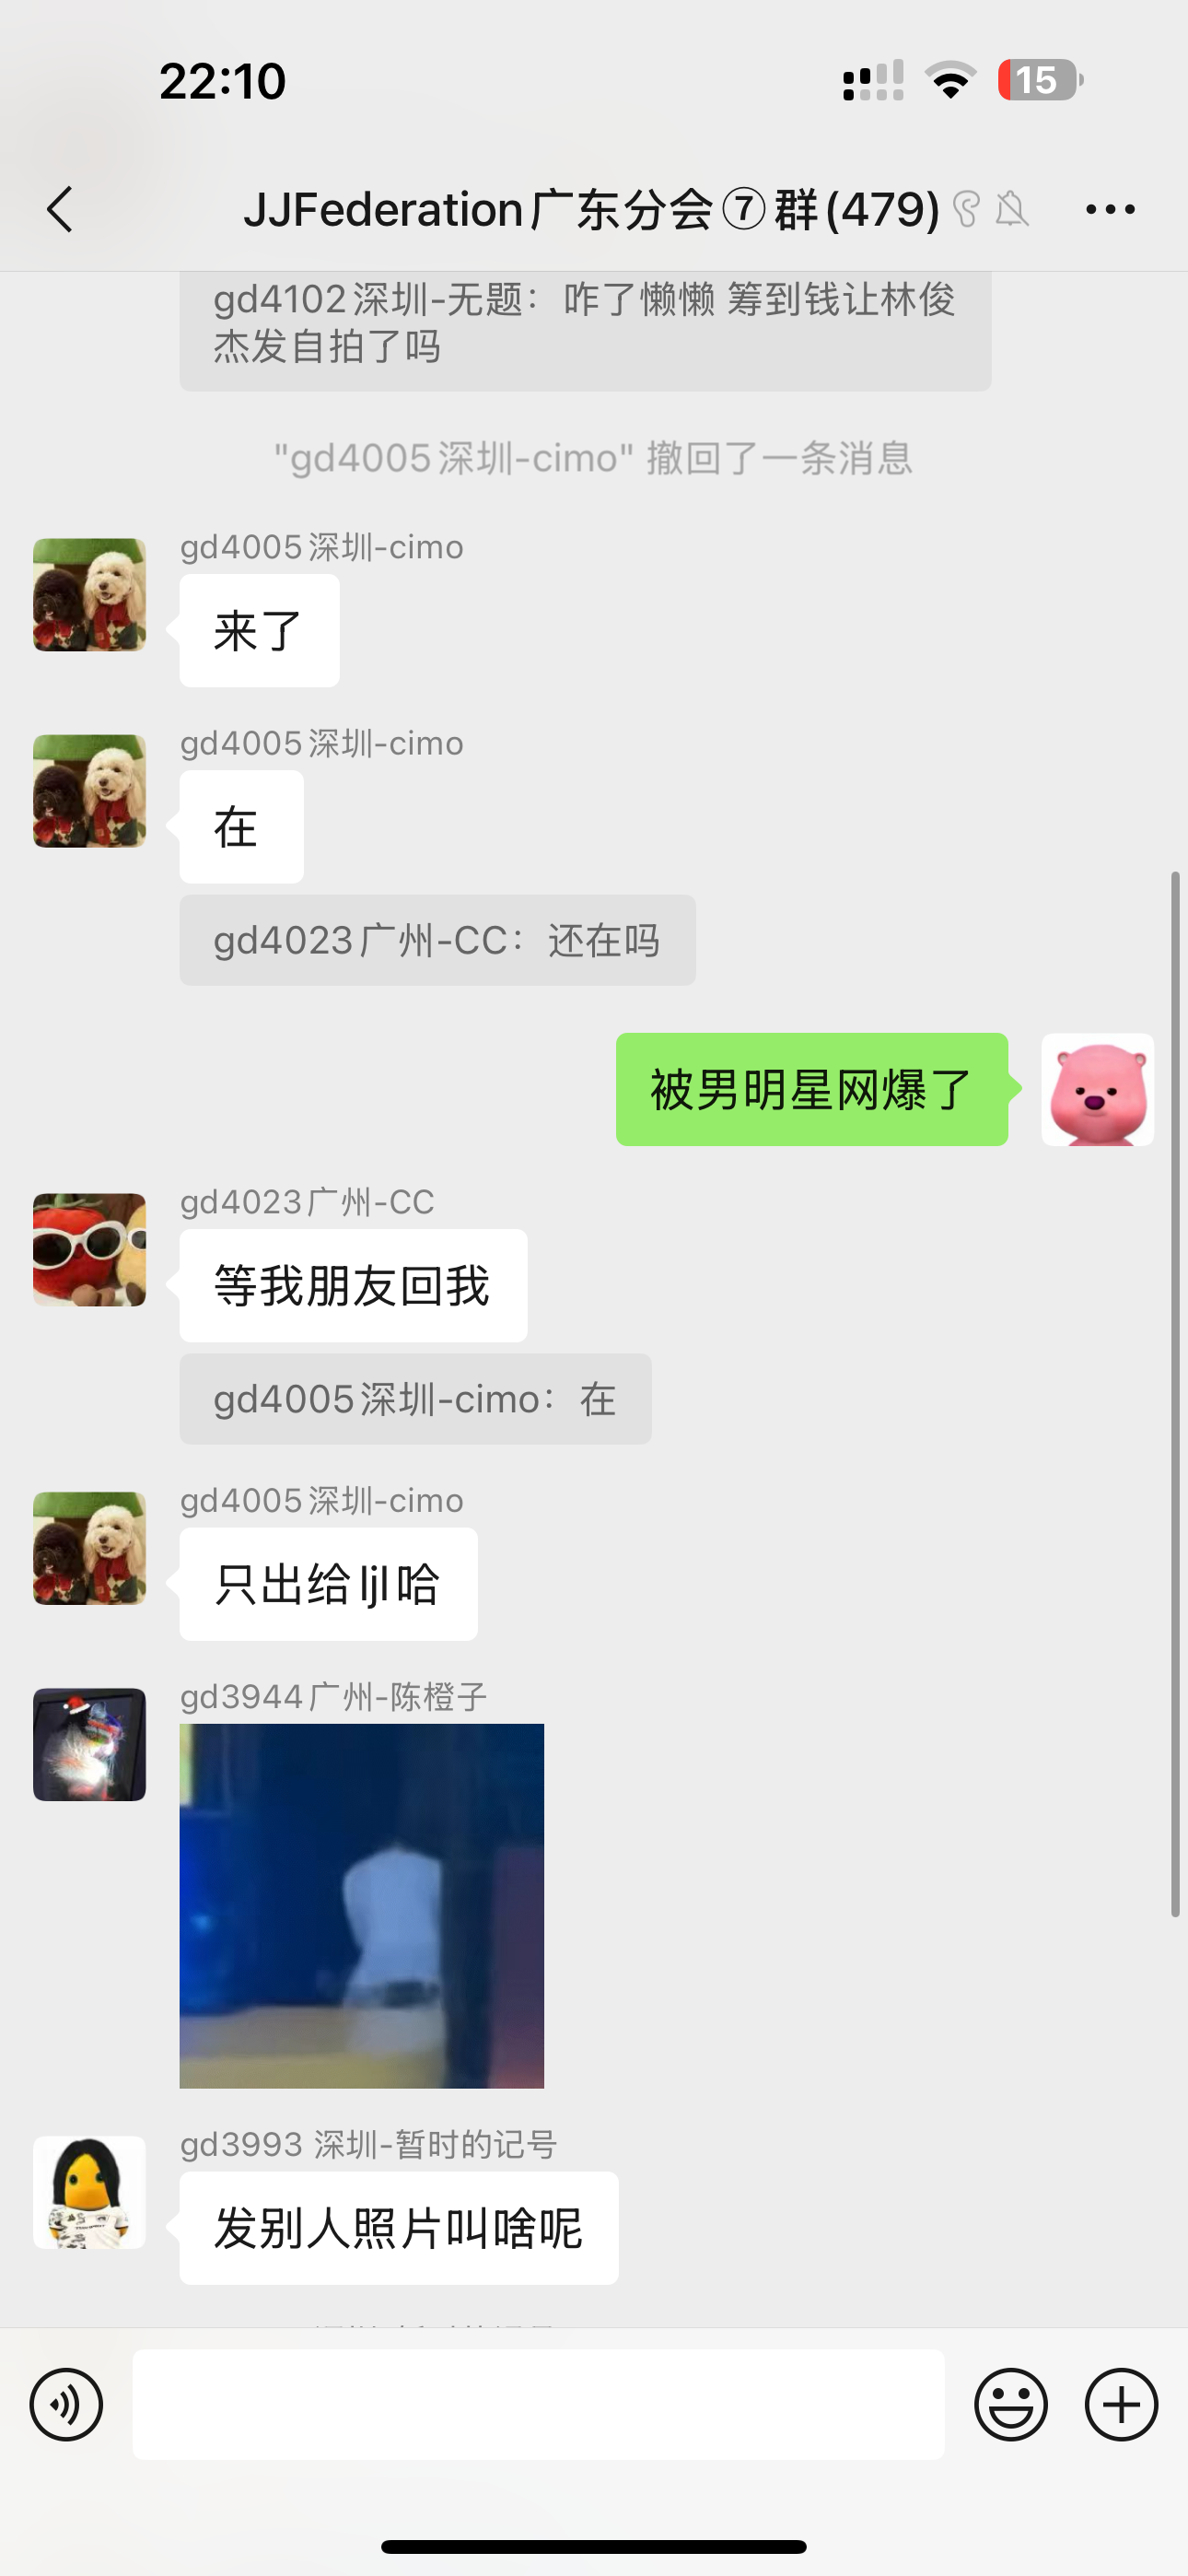 22:10
15
JJFederation广东分会⑦群(479)
gd4102深圳-无题：咋了懒懒 筹到钱让林俊
杰发自拍了吗
"gd4005深圳-cimo" 撤回了一条消息
gd4005深圳-cimo
来了
gd4005深圳-cimo
在
gd4023广州-CC：还在吗
被男明星网爆了
gd4023广州-CC
等我朋友回我
gd4005深圳-cimo：在
gd4005深圳-cimo
只出给ljl哈
gd3944广州-陈橙子
gd3993 深圳-暂时的记号
发别人照片叫啥呢